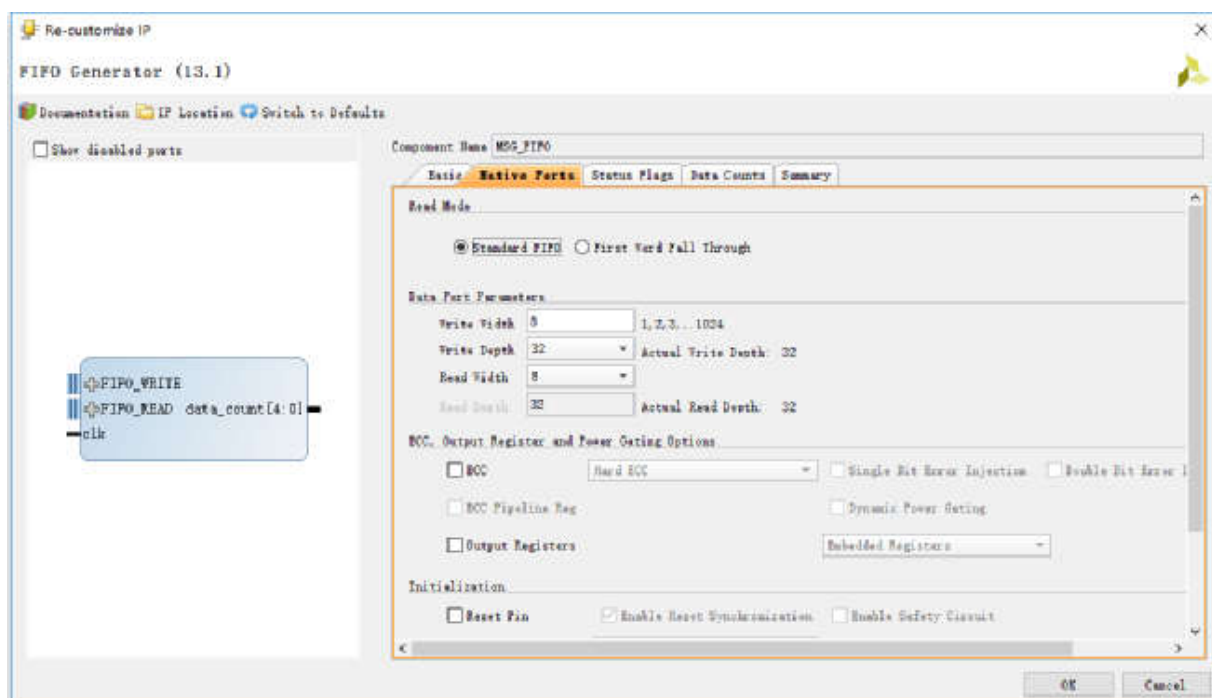 Re-customize IP
FIFO Generator (13.1)
Documentation IP Location Switch to Defaults
Show disabled ports
Component Name MSG_FIFO
Basic Native Ports Status Flags Data Counts Summary
Read Mode
Standard FIFO First Word Fall Through
Data Port Parameters
Write Width 8 1,2,3...1024
Write Depth 32 Actual Write Depth: 32
Read Width 8
Read Depth 32 Actual Read Depth: 32
FIFO_WRITE
FIFO_READ data_count[4:0]
clk
ECC, Output Register and Power Gating Options
ECC Hard ECC Single Bit Error Injection Double Bit Error I
ECC Pipeline Reg Dynamic Power Gating
Output Registers Embedded Registers
Initialization
Reset Pin Enable Reset Synchronization Enable Safety Circuit
OK Cancel